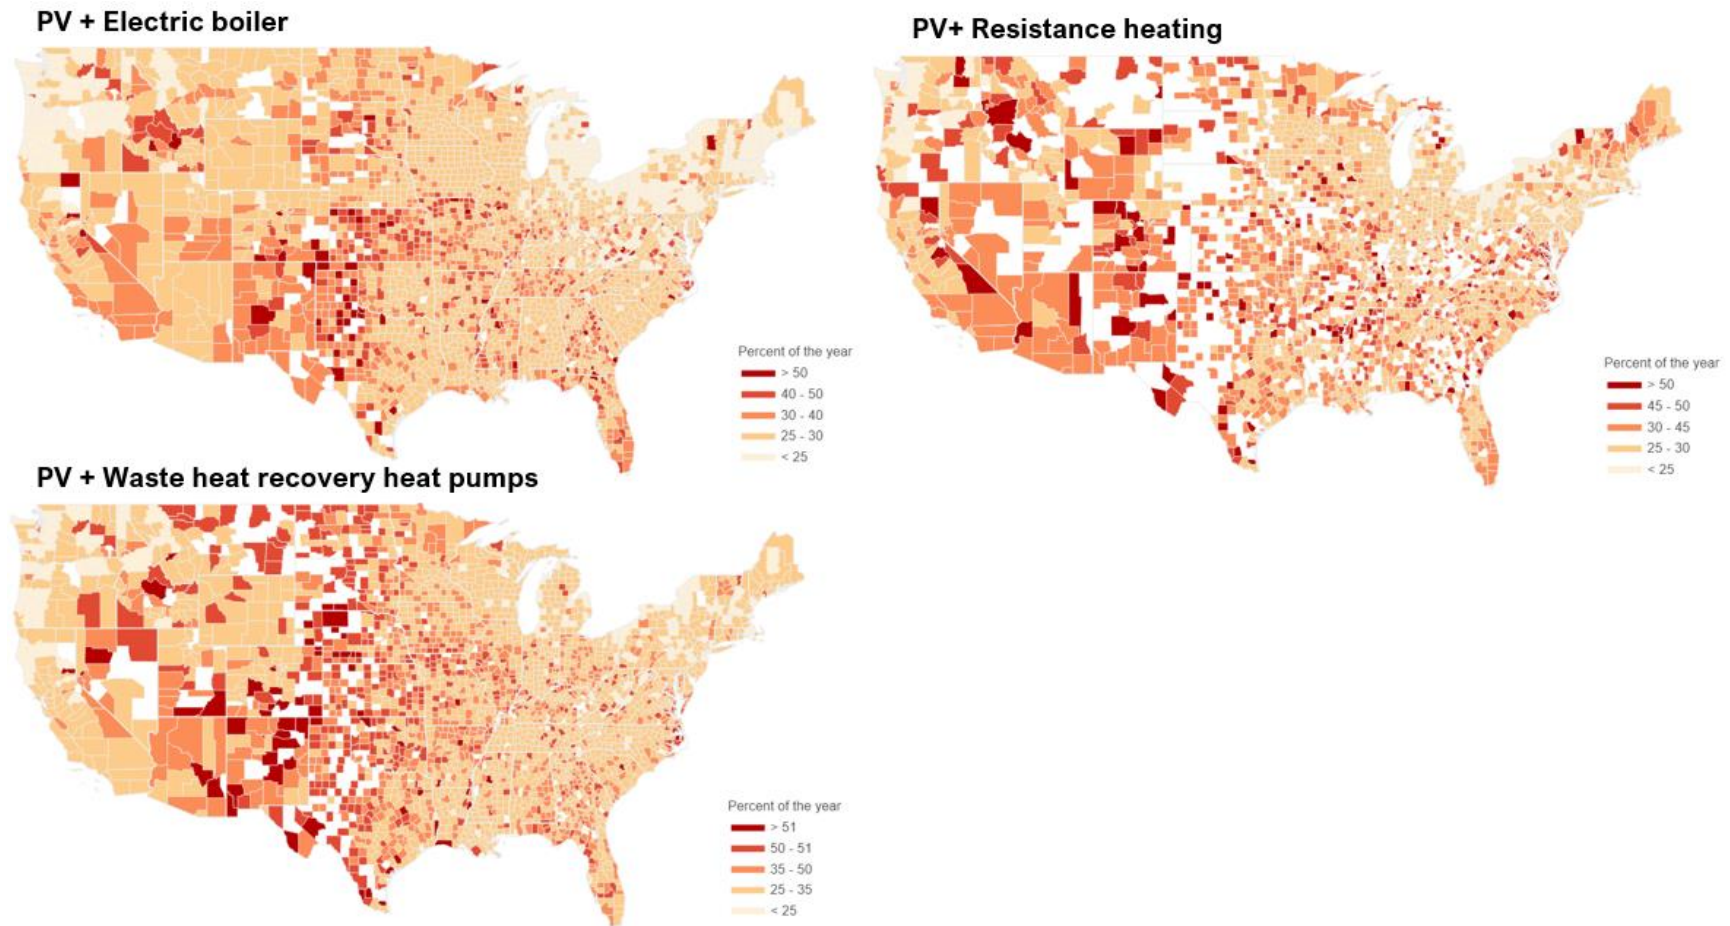 PV + Electric boiler
PV+ Resistance heating
Percent of the year
> 50
40 - 50
30 - 40
25 - 30
< 25
Percent of the year
> 50
45 - 50
30 - 45
25 - 30
< 25
PV + Waste heat recovery heat pumps
Percent of the year
> 51
50 - 51
35 - 50
25 - 35
< 25